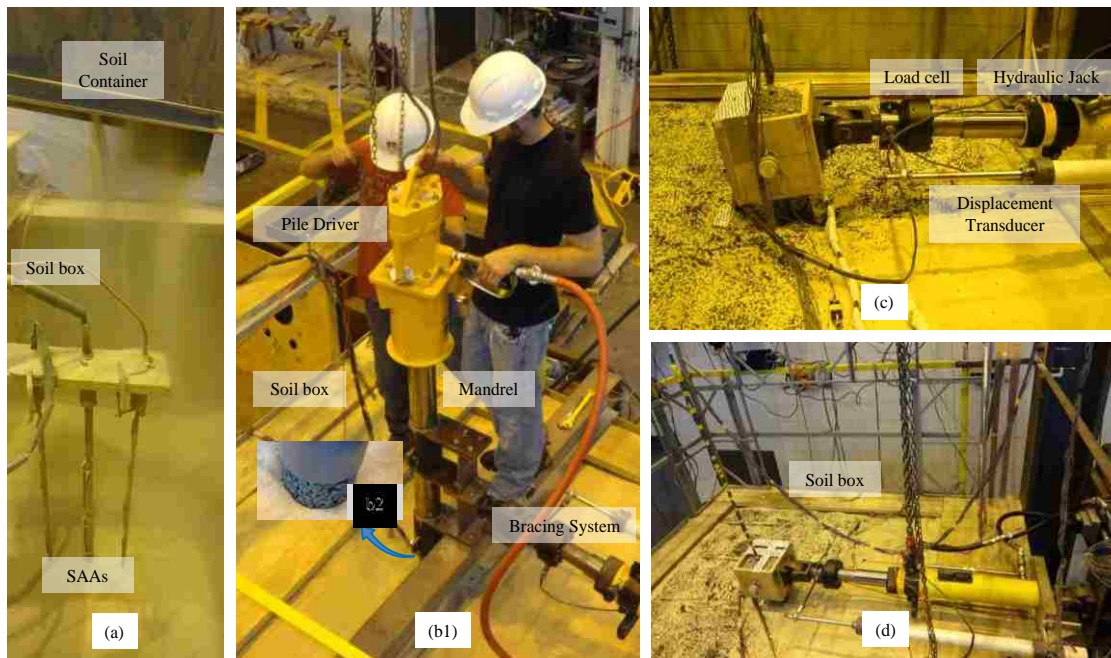 Soil
Container
Soil box
SAAs
(a)
Pile Driver
Soil box
Mandrel
b2
Bracing System
(b1)
Load cell
Hydraulic Jack
Displacement
Transducer
(c)
Soil box
(d)